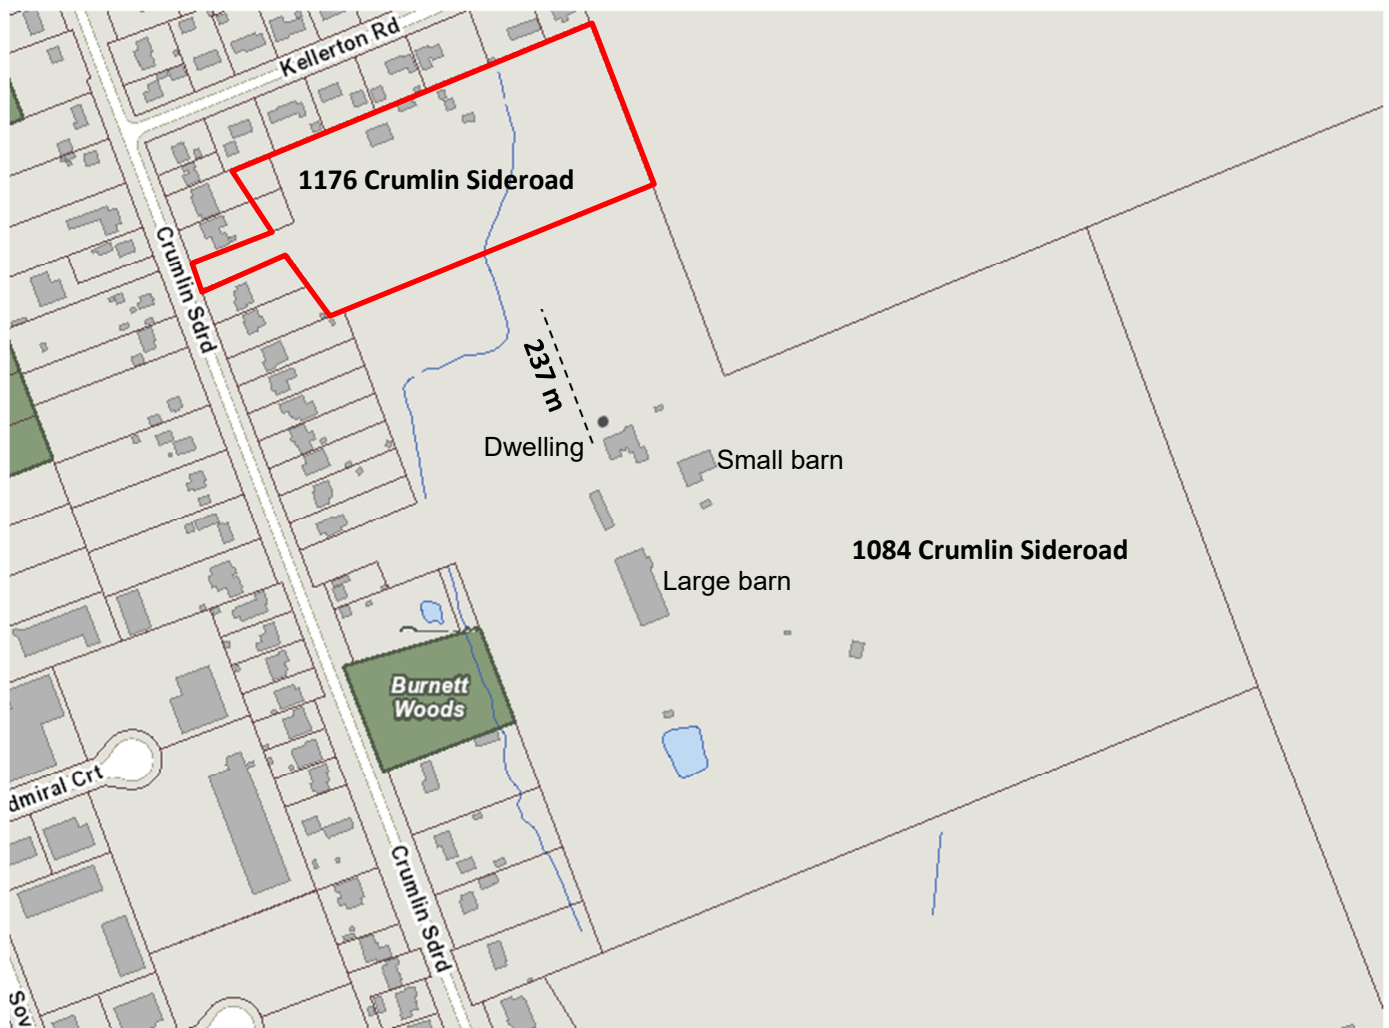 Kellerton Rd
1176 Crumlin Sideroad
Crumlin Sdrd
237 m
Dwelling
Small barn
1084 Crumlin Sideroad
Large barn
Burnett
Woods
dmiral Crt
Crumlin Sdrd
Sov